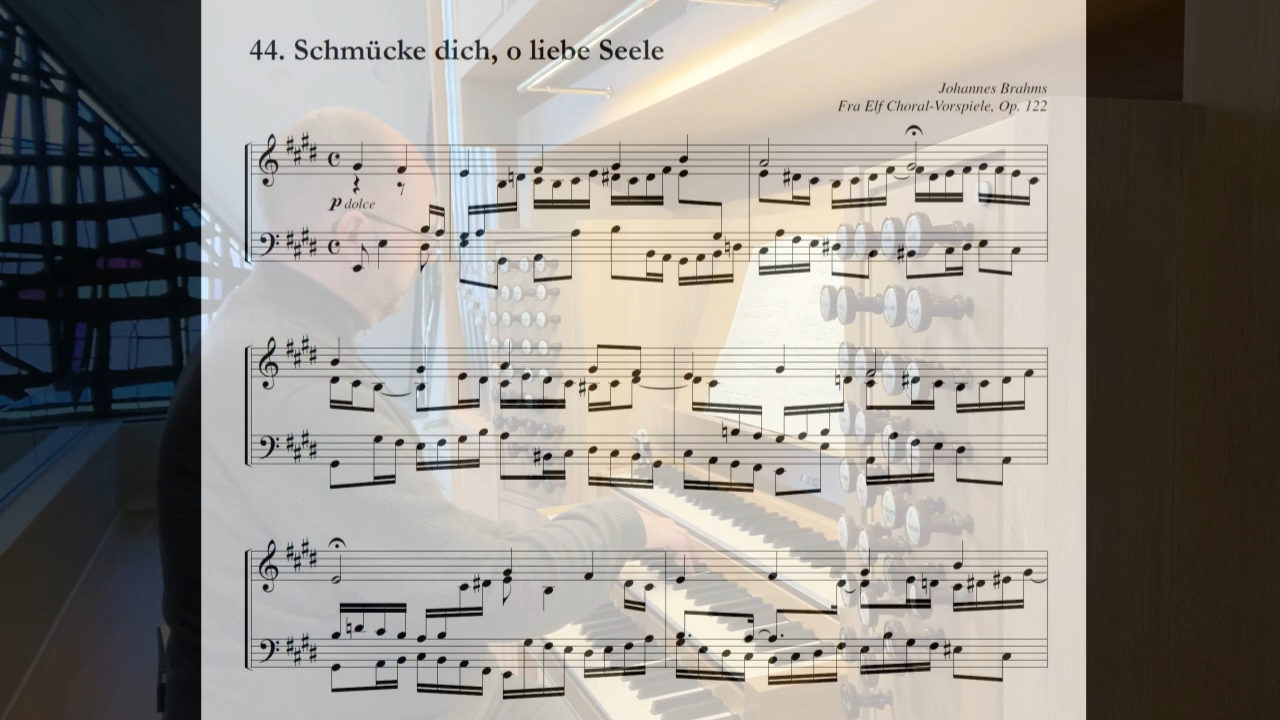 44. Schmücke dich, o liebe Seele
Johannes Brahms
Fra Elf Choral-Vorspiele, Op. 122
p dolce